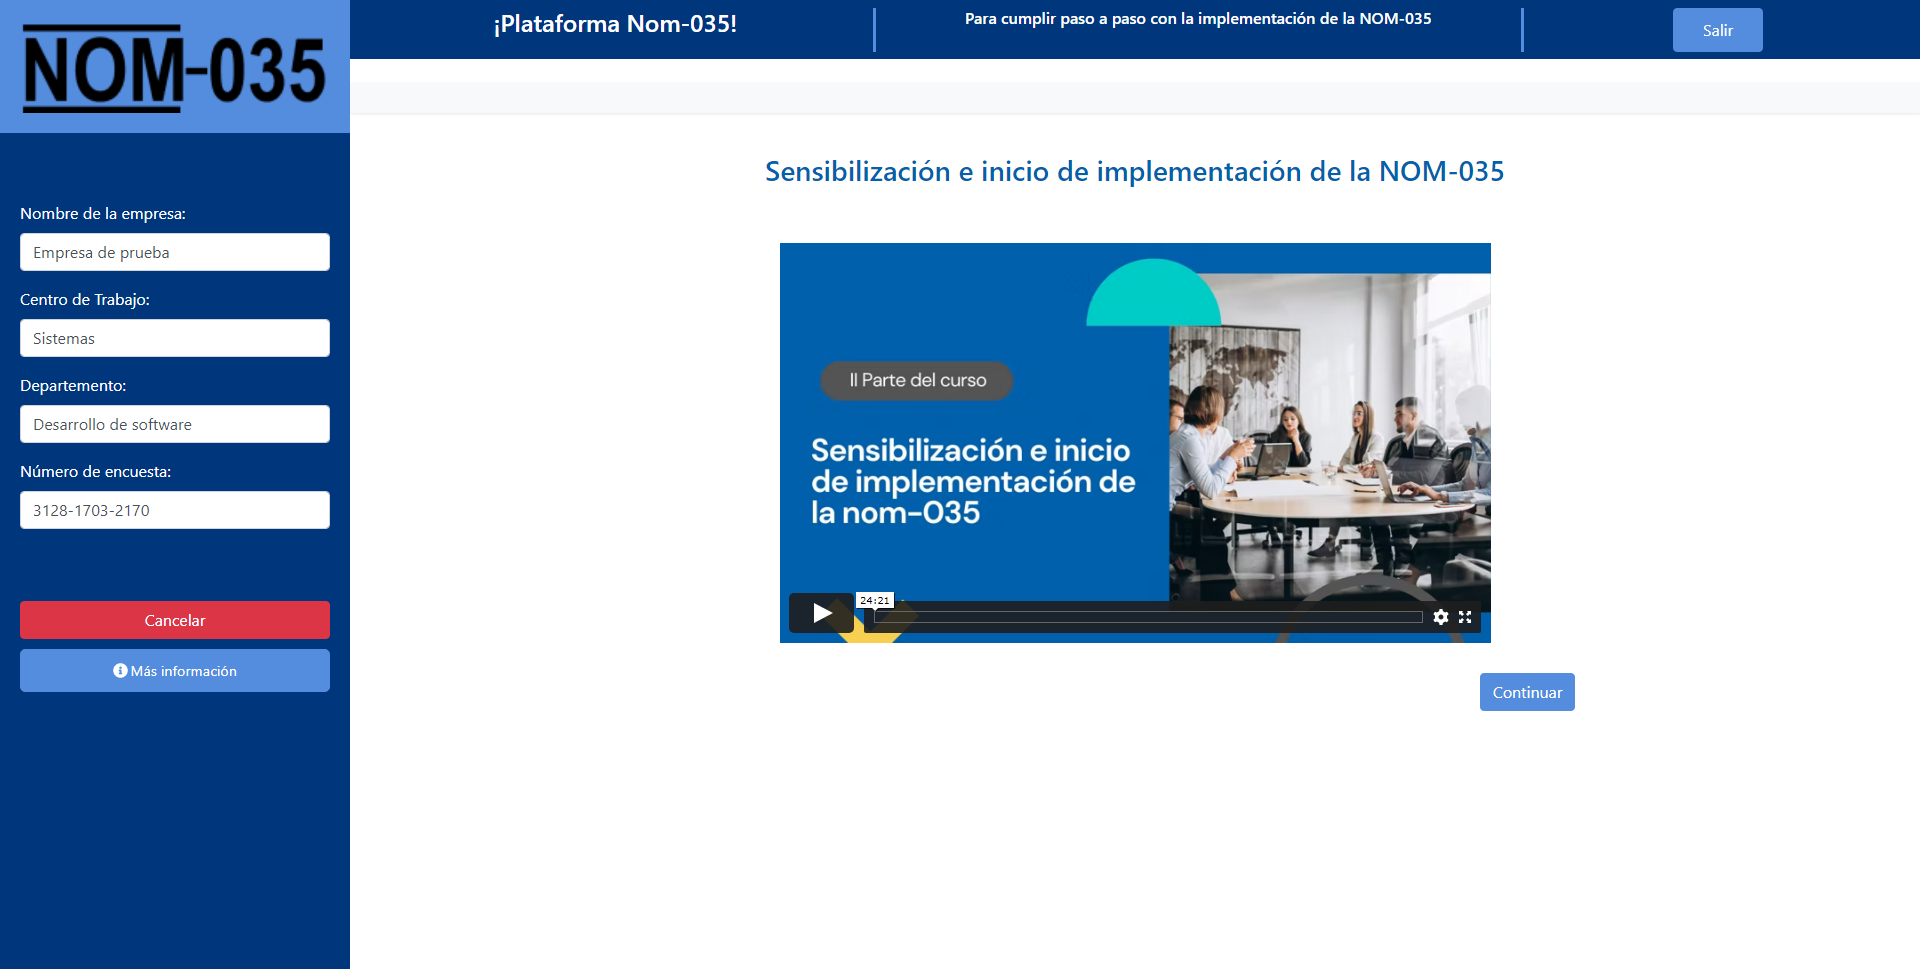 NOM-035
¡Plataforma Nom-035!
Para cumplir paso a paso con la implementación de la NOM-035
Salir
Nombre de la empresa:
Empresa de prueba
Centro de Trabajo:
Sistemas
Departemento:
Desarrollo de software
Número de encuesta:
3128-1703-2170
Cancelar
Más información
Sensibilización e inicio de implementación de la NOM-035
II Parte del curso
Sensibilización e inicio
de implementación de
la nom-035
24:21
Continuar